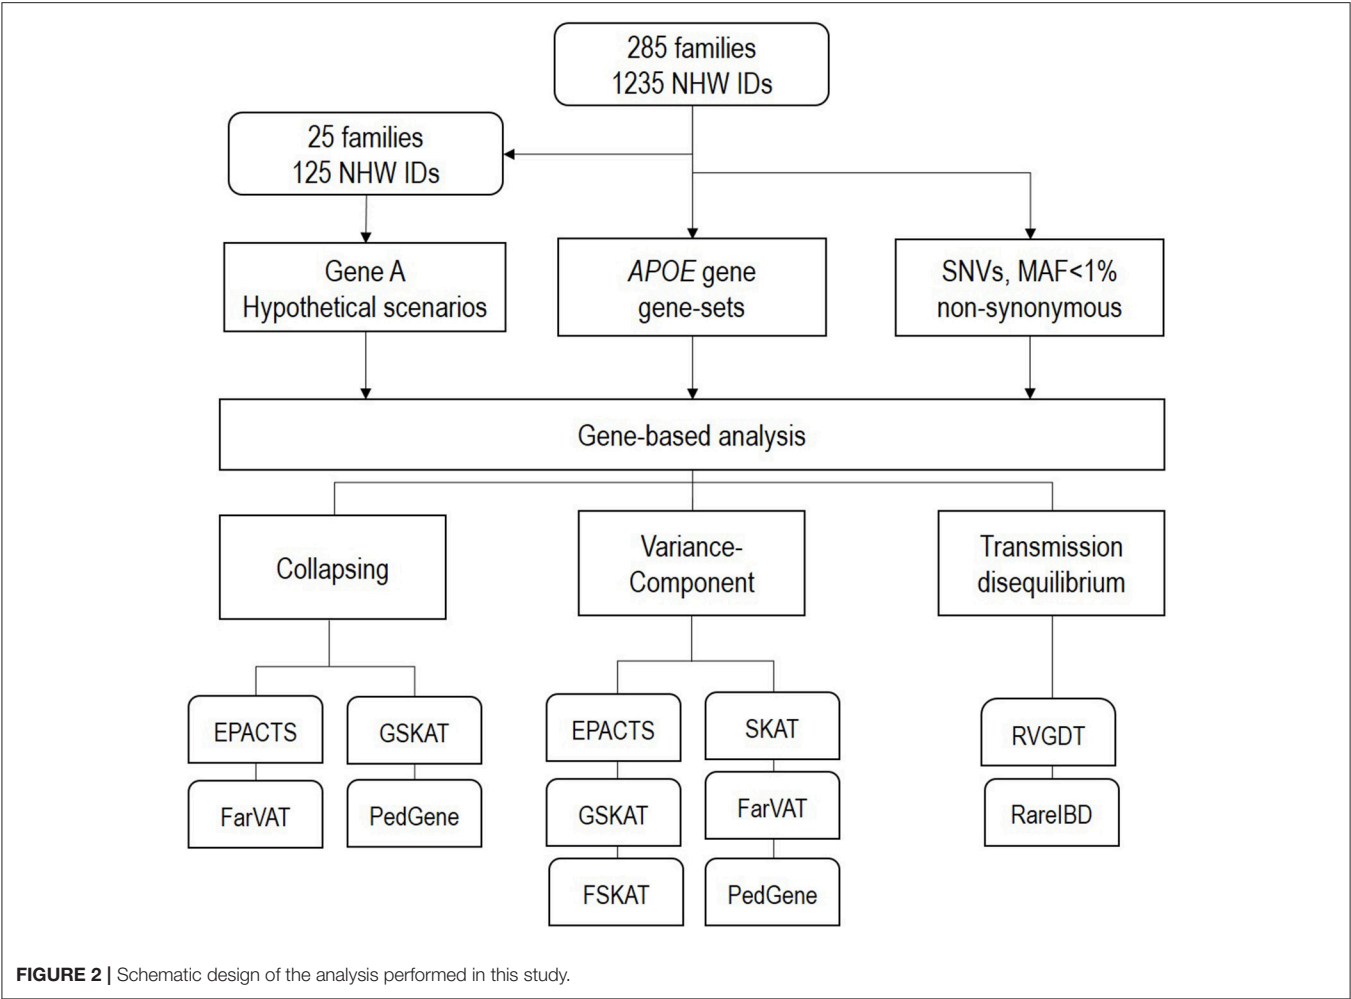 285 families
1235 NHW IDs
25 families
125 NHW IDs
Gene A
Hypothetical scenarios
APOE gene
gene-sets
SNVs, MAF<1%
non-synonymous
Gene-based analysis
Collapsing
Variance-
Component
Transmission
disequilibrium
EPACTS
GSKAT
FarVAT
PedGene
EPACTS
SKAT
GSKAT
FarVAT
FSKAT
PedGene
RVGDT
RareIBD
FIGURE 2 | Schematic design of the analysis performed in this study.